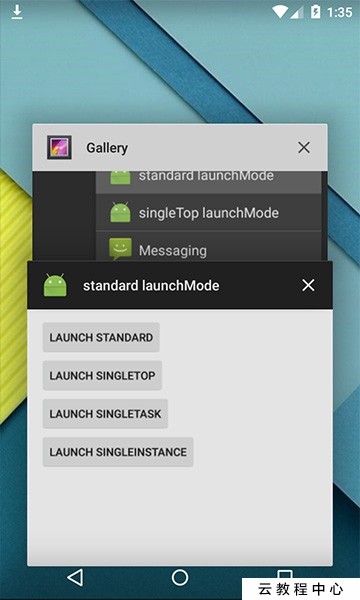 1:35
Gallery
standard launchMode
singleTop launchMode
Messaging
standard launchMode
LAUNCH STANDARD
LAUNCH SINGLETOP
LAUNCH SINGLETASK
LAUNCH SINGLEINSTANCE
云教程中心